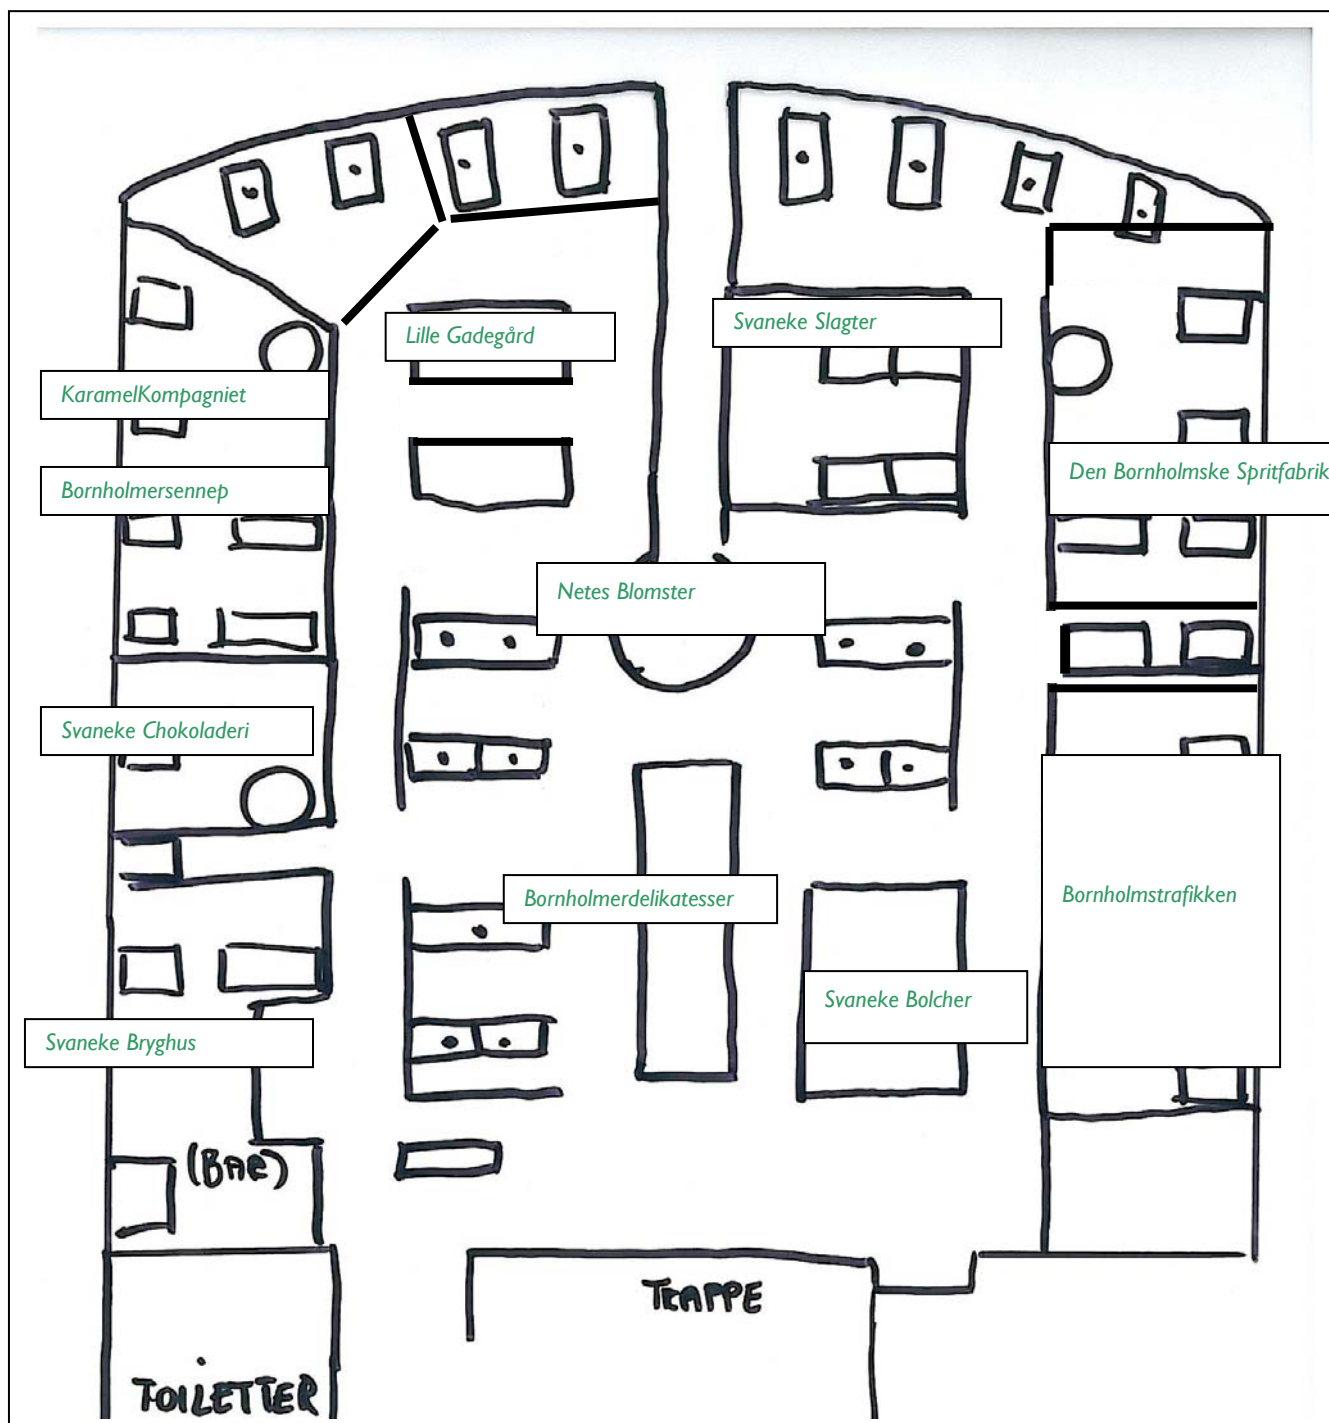 Lille Gadegård
Svaneke Slagter
KaramelKompagniet
Den Bornholmske Spritfabrik
Bornholmersennep
Netes Blomster
Svaneke Chokoladeri
Bornholmerdelikatesser
Bornholmstrafikken
Svaneke Bolcher
Svaneke Bryghus
(BAR)
TRAPPE
TOILETTER